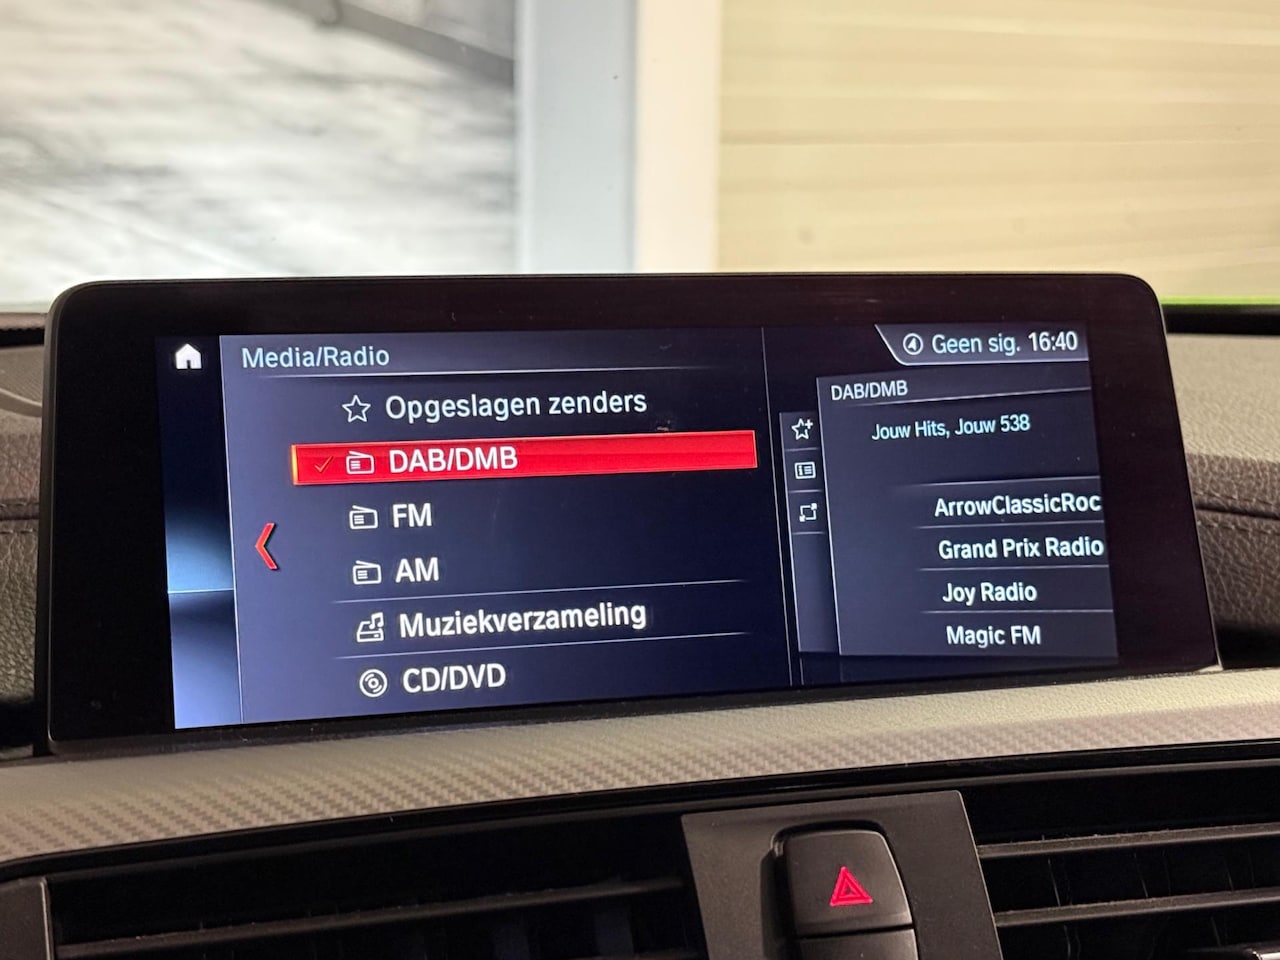 Media/Radio
Opgeslagen zenders
DAB/DMB
FM
AM
Muziekverzameling
CD/DVD
Geen sig. 16:40
DAB/DMB
Jouw Hits, Jouw 538
ArrowClassicRoc
Grand Prix Radio
Joy Radio
Magic FM